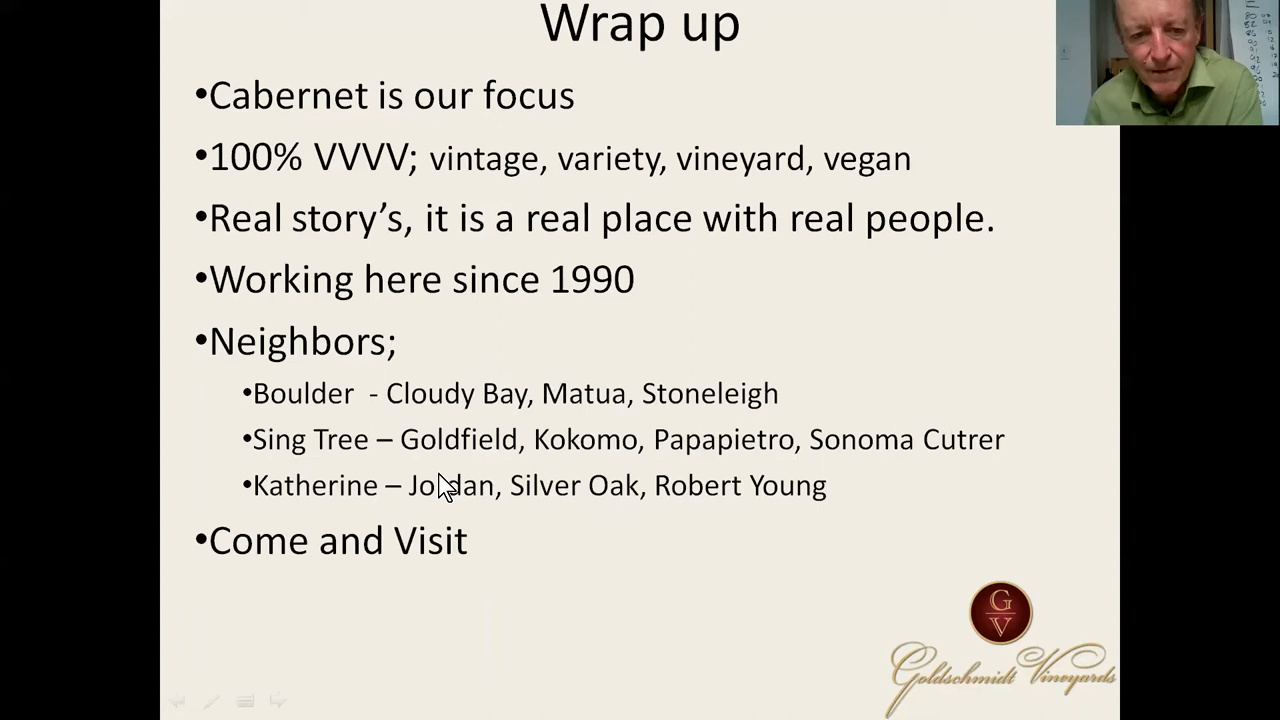 Wrap up
•Cabernet is our focus
•100% VVVV; vintage, variety, vineyard, vegan
•Real story’s, it is a real place with real people.
•Working here since 1990
•Neighbors;
•Boulder  - Cloudy Bay, Matua, Stoneleigh
•Sing Tree – Goldfield, Kokomo, Papapietro, Sonoma Cutrer
•Katherine – Jordan, Silver Oak, Robert Young
•Come and Visit
G
V
Goldschmidt Vineyards